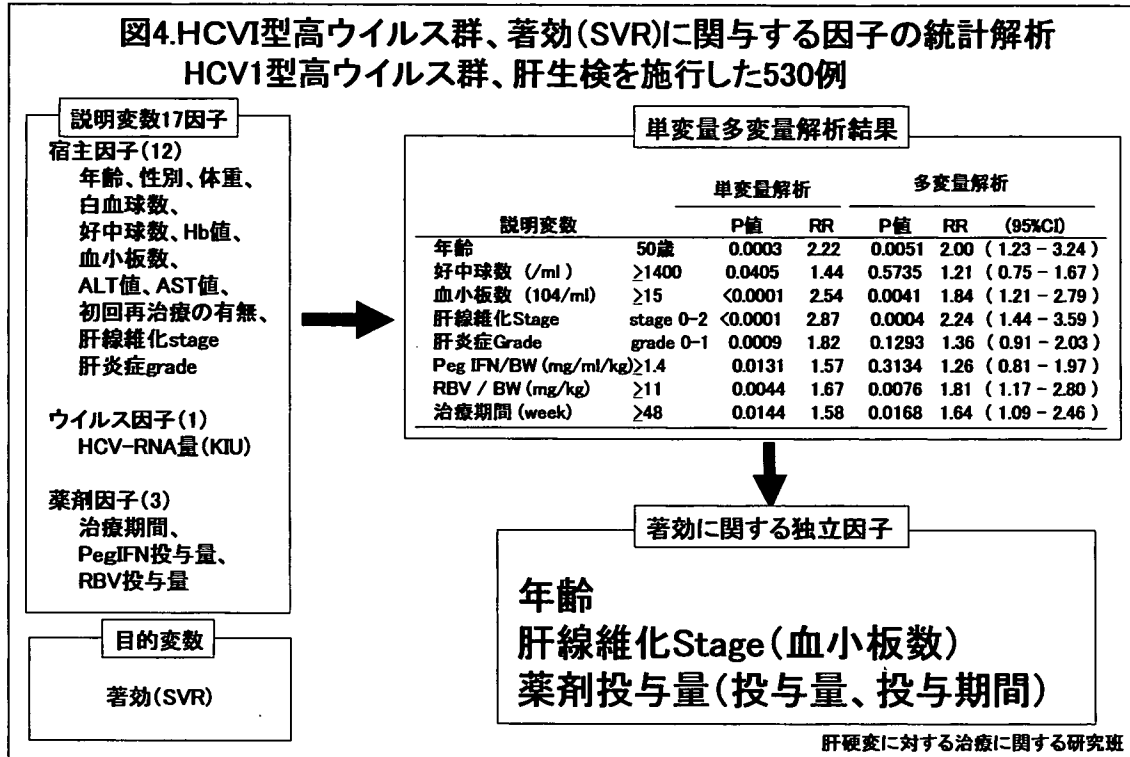 図4.HCVI型高ウイルス群、著効(SVR)に関与する因子の統計解析
HCV1型高ウイルス群、肝生検を施行した530例
説明変数17因子
宿主因子(12)
年齢、性別、体重、
白血球数、
好中球数、Hb値、
血小板数、
ALT値、AST値、
初回再治療の有無、
肝線維化stage
肝炎症grade
ウイルス因子(1)
HCV-RNA量(KIU)
薬剤因子(3)
治療期間、
PegIFN投与量、
RBV投与量
目的変数
著効(SVR)
単変量多変量解析結果
単変量解析 多変量解析
説明変数 P値 RR P値 RR (95%CI)
年齢 50歳 0.0003 2.22 0.0051 2.00 ( 1.23 - 3.24 )
好中球数 (/ml ) ≥1400 0.0405 1.44 0.5735 1.21 ( 0.75 - 1.67 )
血小板数 (104/ml) ≥15 <0.0001 2.54 0.0041 1.84 ( 1.21 - 2.79 )
肝線維化Stage stage 0-2 <0.0001 2.87 0.0004 2.24 ( 1.44 - 3.59 )
肝炎症Grade grade 0-1 0.0009 1.82 0.1293 1.36 ( 0.91 - 2.03 )
Peg IFN/BW (mg/ml/kg) ≥1.4 0.0131 1.57 0.3134 1.26 ( 0.81 - 1.97 )
RBV / BW (mg/kg) ≥11 0.0044 1.67 0.0076 1.81 ( 1.17 - 2.80 )
治療期間 (week) ≥48 0.0144 1.58 0.0168 1.64 ( 1.09 - 2.46 )
著効に関する独立因子
年齢
肝線維化Stage(血小板数)
薬剤投与量(投与量、投与期間)
肝硬変に対する治療に関する研究班